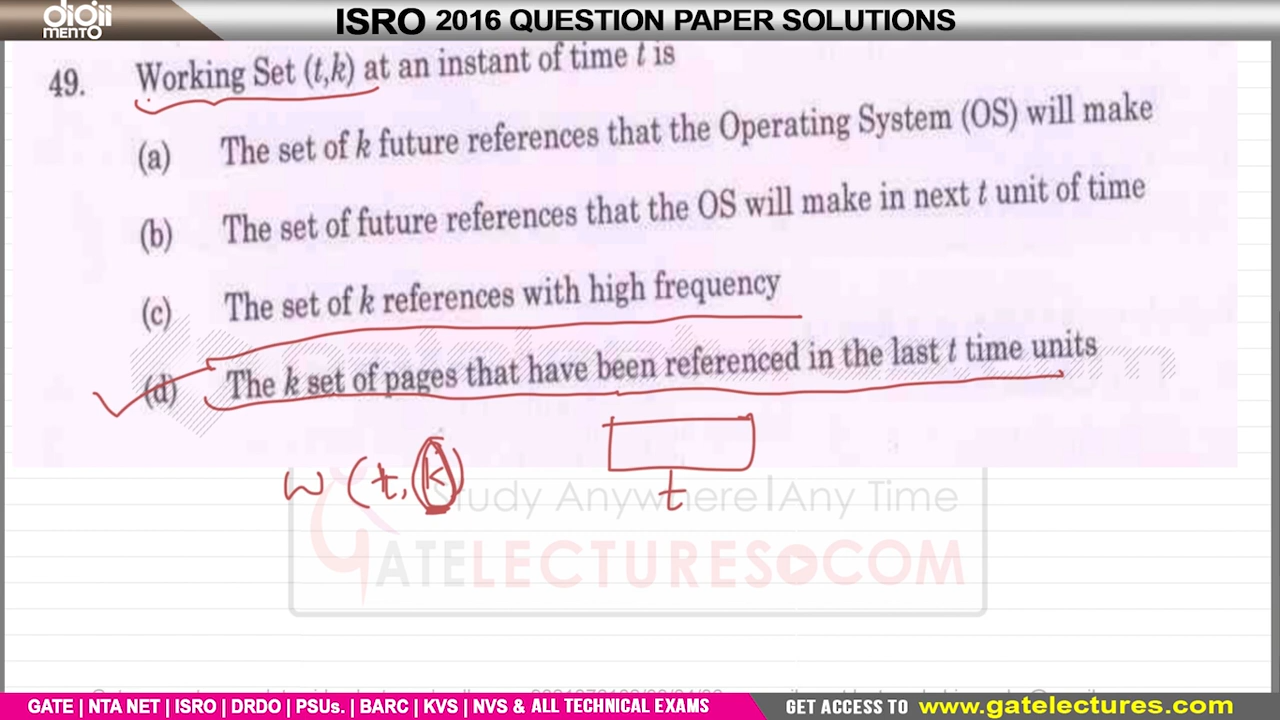 digii
MENTO
ISRO 2016 QUESTION PAPER SOLUTIONS
49. Working Set (t,k) at an instant of time t is
(a) The set of k future references that the Operating System (OS) will make
(b) The set of future references that the OS will make in next t unit of time
(c) The set of k references with high frequency
(d) The k set of pages that have been referenced in the last t time units
w (t, k)
t
Study Anywhere|Any Time
GATELECTURES.COM
GATE | NTA NET | ISRO | DRDO | PSUs. | BARC | KVS | NVS & ALL TECHNICAL EXAMS GET ACCESS TO www.gatelectures.com